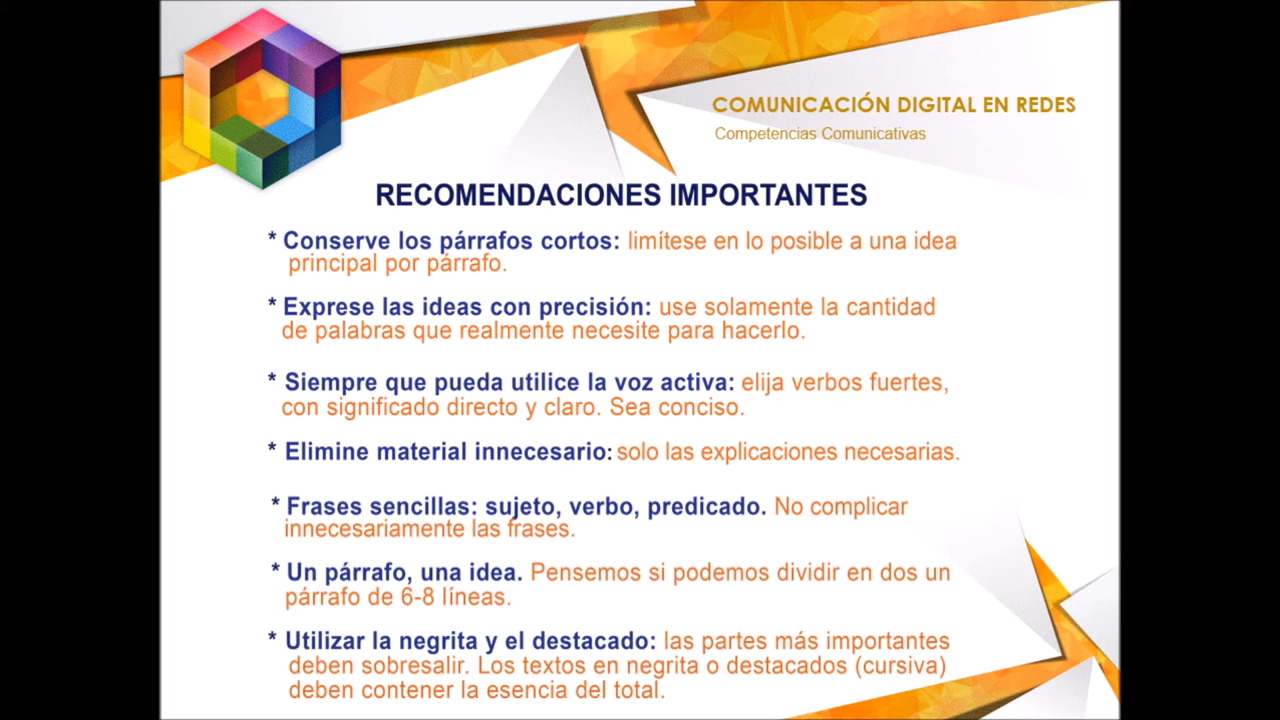 COMUNICACIÓN DIGITAL EN REDES
Competencias Comunicativas
RECOMENDACIONES IMPORTANTES
* Conserve los párrafos cortos: limítese en lo posible a una idea
principal por párrafo.
* Exprese las ideas con precisión: use solamente la cantidad
de palabras que realmente necesite para hacerlo.
* Siempre que pueda utilice la voz activa: elija verbos fuertes,
con significado directo y claro. Sea conciso.
* Elimine material innecesario: solo las explicaciones necesarias.
* Frases sencillas: sujeto, verbo, predicado. No complicar
innecesariamente las frases.
* Un párrafo, una idea. Pensemos si podemos dividir en dos un
párrafo de 6-8 líneas.
* Utilizar la negrita y el destacado: las partes más importantes
deben sobresalir. Los textos en negrita o destacados (cursiva)
deben contener la esencia del total.